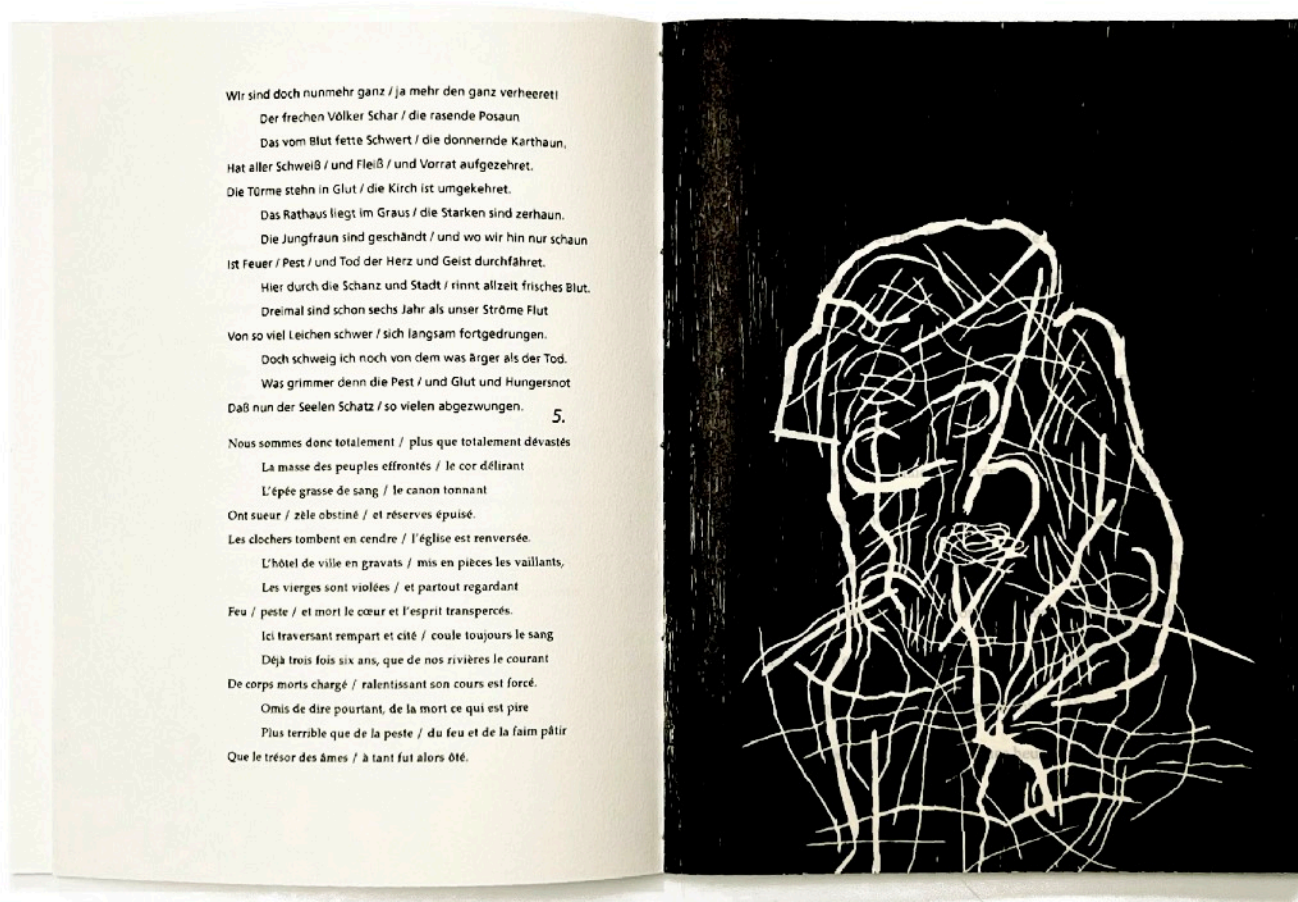 Wir sind doch nunmehr ganz / ja mehr den ganz verheeret!
Der frechen Völker Schar / die rasende Posaun
Das vom Blut fette Schwert / die donnernde Karthaun,
Hat aller Schweiß / und Fleiß / und Vorrat aufgezehret.
Die Türme stehn in Glut / die Kirch ist umgekehret.
Das Rathaus liegt im Graus / die Starken sind zerhaun.
Die Jungfraun sind geschändt / und wo wir hin nur schaun
Ist Feuer / Pest / und Tod der Herz und Geist durchfähret.
Hier durch die Schanz und Stadt / rinnt allzeit frisches Blut.
Dreimal sind schon sechs Jahr als unser Ströme Flut
Von so viel Leichen schwer / sich langsam fortgedrungen.
Doch schweig ich noch von dem was ärger als der Tod.
Was grimmer denn die Pest / und Glut und Hungersnot
Daß nun der Seelen Schatz / so vielen abgezwungen.
5.
Nous sommes donc totalement / plus que totalement dévastés
La masse des peuples effrontés / le cor délirant
L'épée grasse de sang / le canon tonnant
Ont sueur / zèle obstiné / et réserves épuisé.
Les clochers tombent en cendre / l'église est renversée.
L'hôtel de ville en gravats / mis en pièces les vaillants,
Les vierges sont violées / et partout regardant
Feu / peste / et mort le cœur et l'esprit transpercés.
Ici traversant rempart et cité / coule toujours le sang
Déjà trois fois six ans, que de nos rivières le courant
De corps morts chargé / ralentissant son cours est forcé.
Omis de dire pourtant, de la mort ce qui est pire
Plus terrible que de la peste / du feu et de la faim pâtir
Que le trésor des âmes / à tant fut alors ôté.